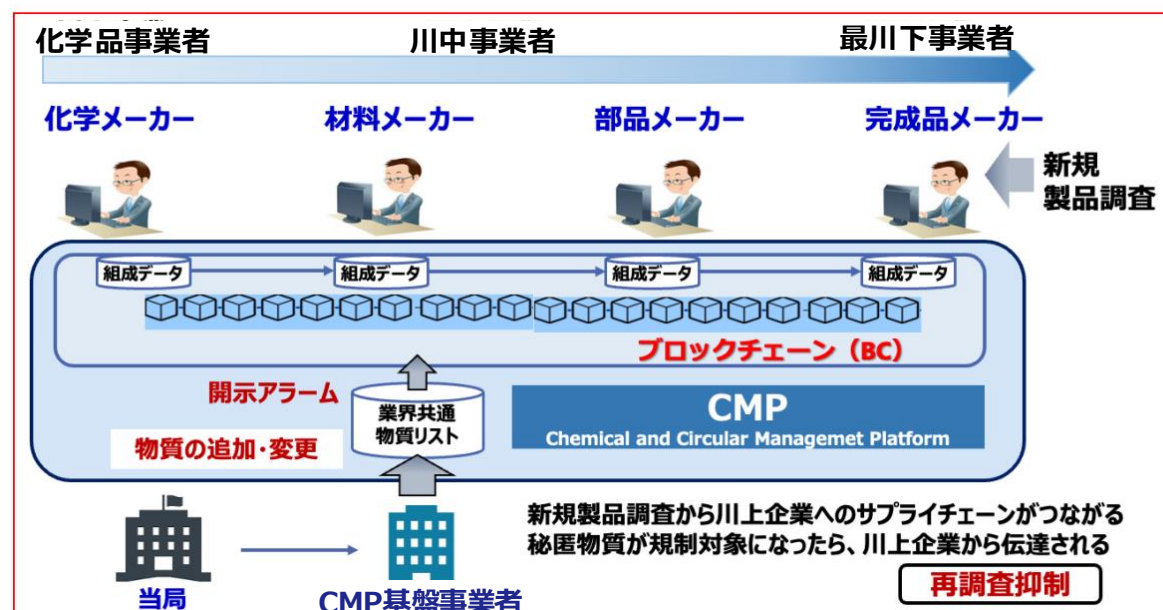 化学品事業者
川中事業者
最川下事業者
化学メーカー
材料メーカー
部品メーカー
完成品メーカー
新規
製品調査
組成データ
組成データ
組成データ
組成データ
ブロックチェーン（BC）
開示アラーム
業界共通
物質リスト
物質の追加・変更
CMP
Chemical and Circular Managemet Platform
新規製品調査から川上企業へのサプライチェーンがつながる
秘匿物質が規制対象になったら、川上企業から伝達される
再調査抑制
当局
CMP基盤事業者